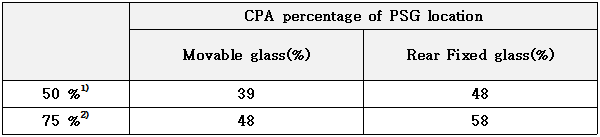 CPA percentage of PSG location
Movable glass(%) Rear Fixed glass(%)
50 %1) 39 48
75 %2) 48 58